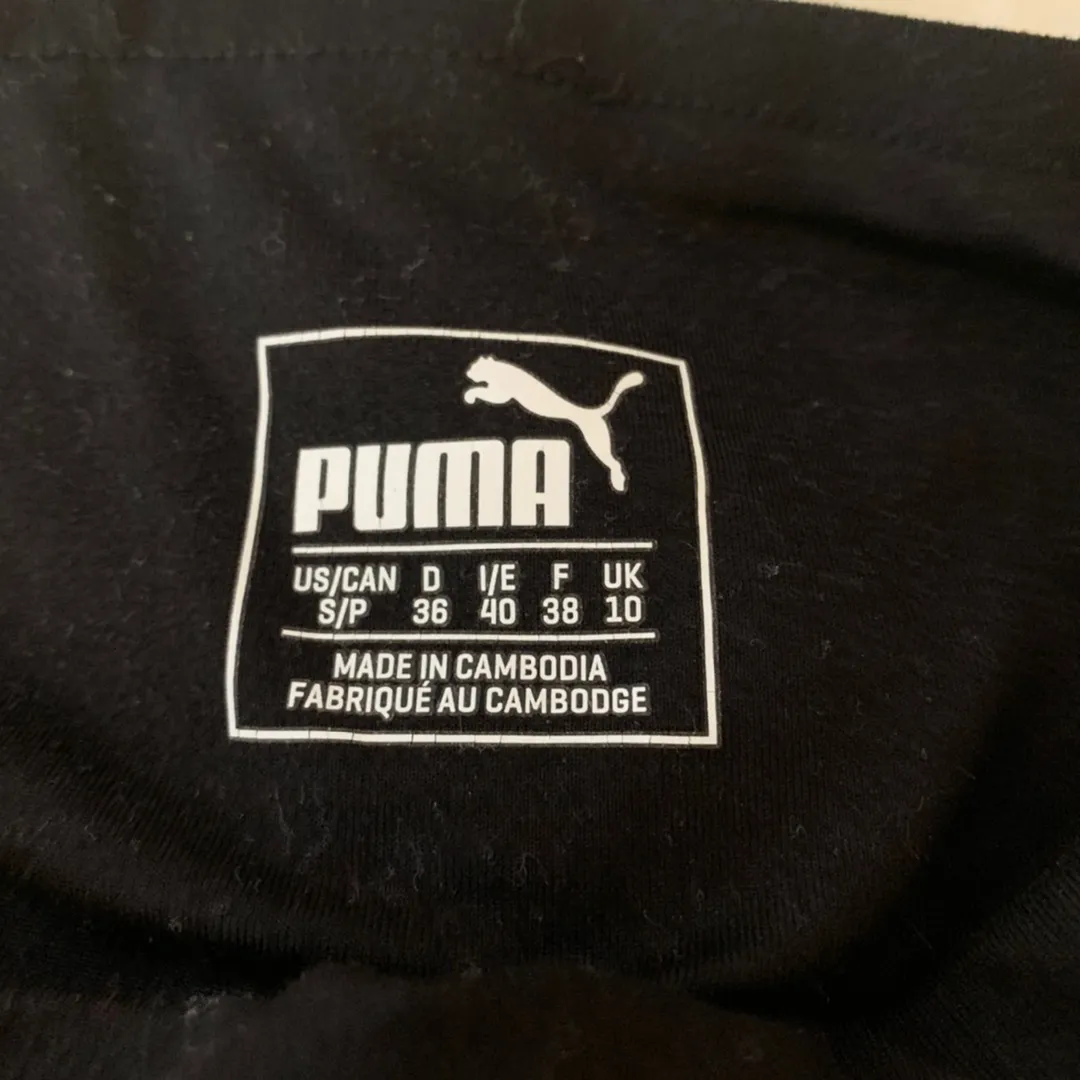 PUMA
US/CAN D I/E F UK
S/P 36 40 38 10
MADE IN CAMBODIA
FABRIQUÉ AU CAMBODGE